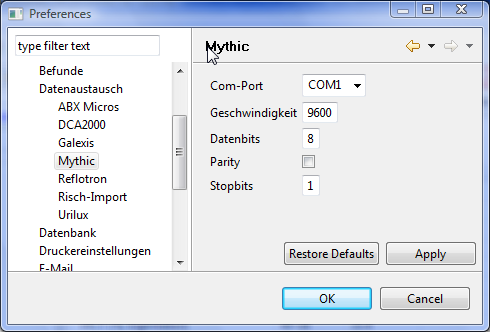 Preferences
type filter text
Befunde
Datenaustausch
ABX Micros
DCA2000
Galexis
Mythic
Reflotron
Risch-Import
Urilux
Datenbank
Druckereinstellungen
E-Mail
Mythic
Com-Port COM1
Geschwindigkeit 9600
Datenbits 8
Parity
Stopbits 1
Restore Defaults Apply
OK Cancel